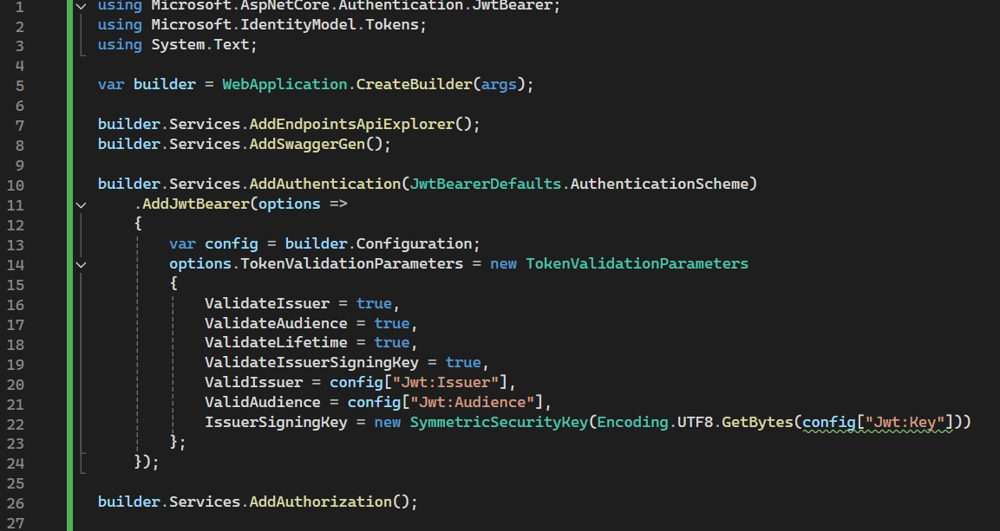 1 using Microsoft.AspNetCore.Authentication.JwtBearer;
2 using Microsoft.IdentityModel.Tokens;
3 using System.Text;
4
5 var builder = WebApplication.CreateBuilder(args);
6
7 builder.Services.AddEndpointsApiExplorer();
8 builder.Services.AddSwaggerGen();
9
10 builder.Services.AddAuthentication(JwtBearerDefaults.AuthenticationScheme)
11     .AddJwtBearer(options =>
12     {
13         var config = builder.Configuration;
14         options.TokenValidationParameters = new TokenValidationParameters
15         {
16             ValidateIssuer = true,
17             ValidateAudience = true,
18             ValidateLifetime = true,
19             ValidateIssuerSigningKey = true,
20             ValidIssuer = config["Jwt:Issuer"],
21             ValidAudience = config["Jwt:Audience"],
22             IssuerSigningKey = new SymmetricSecurityKey(Encoding.UTF8.GetBytes(config["Jwt:Key"]))
23         };
24     });
25
26 builder.Services.AddAuthorization();
27